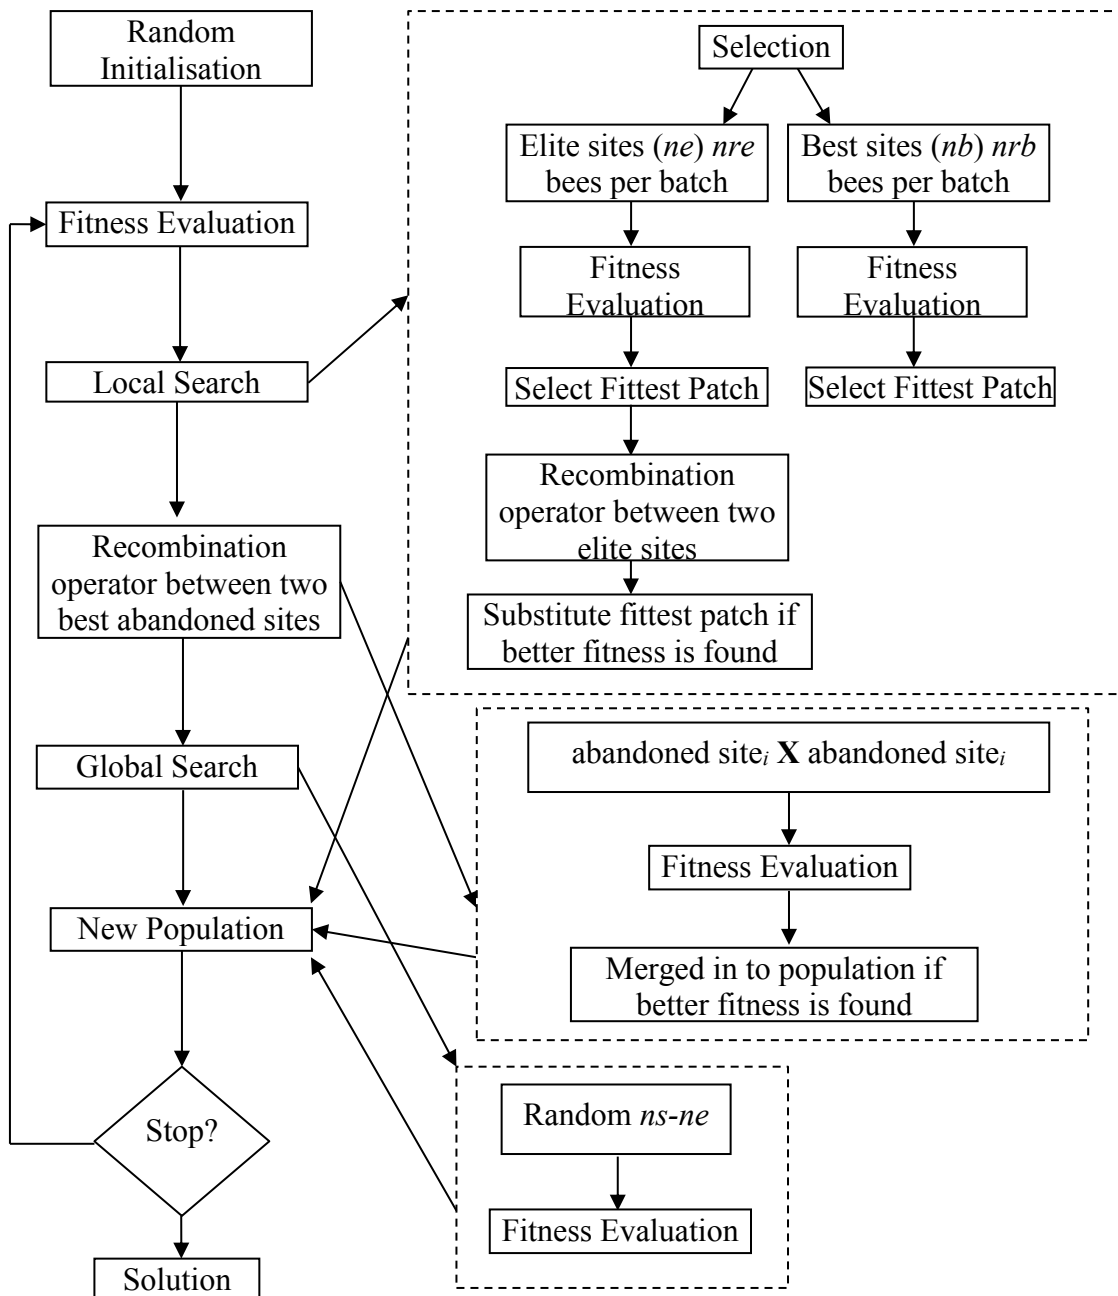 Random
Initialisation
Fitness Evaluation
Local Search
Recombination
operator between two
best abandoned sites
Global Search
New Population
Stop?
Solution
Selection
Elite sites (ne) nre
bees per batch
Fitness
Evaluation
Select Fittest Patch
Recombination
operator between two
elite sites
Substitute fittest patch if
better fitness is found
Best sites (nb) nrb
bees per batch
Fitness
Evaluation
Select Fittest Patch
abandoned siteᵢ X abandoned siteᵢ
Fitness Evaluation
Merged in to population if
better fitness is found
Random ns-ne
Fitness Evaluation